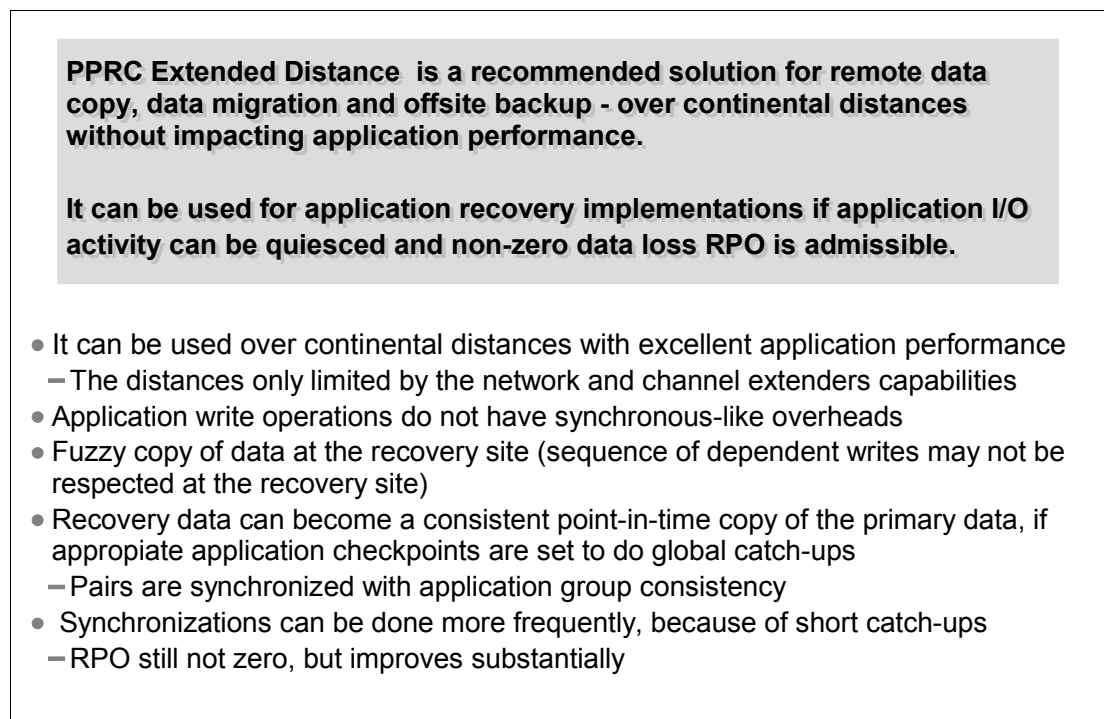 PPRC Extended Distance is a recommended solution for remote data
copy, data migration and offsite backup - over continental distances
without impacting application performance.
It can be used for application recovery implementations if application I/O
activity can be quiesced and non-zero data loss RPO is admissible.
● It can be used over continental distances with excellent application performance
– The distances only limited by the network and channel extenders capabilities
● Application write operations do not have synchronous-like overheads
● Fuzzy copy of data at the recovery site (sequence of dependent writes may not be
respected at the recovery site)
● Recovery data can become a consistent point-in-time copy of the primary data, if
appropiate application checkpoints are set to do global catch-ups
– Pairs are synchronized with application group consistency
● Synchronizations can be done more frequently, because of short catch-ups
– RPO still not zero, but improves substantially